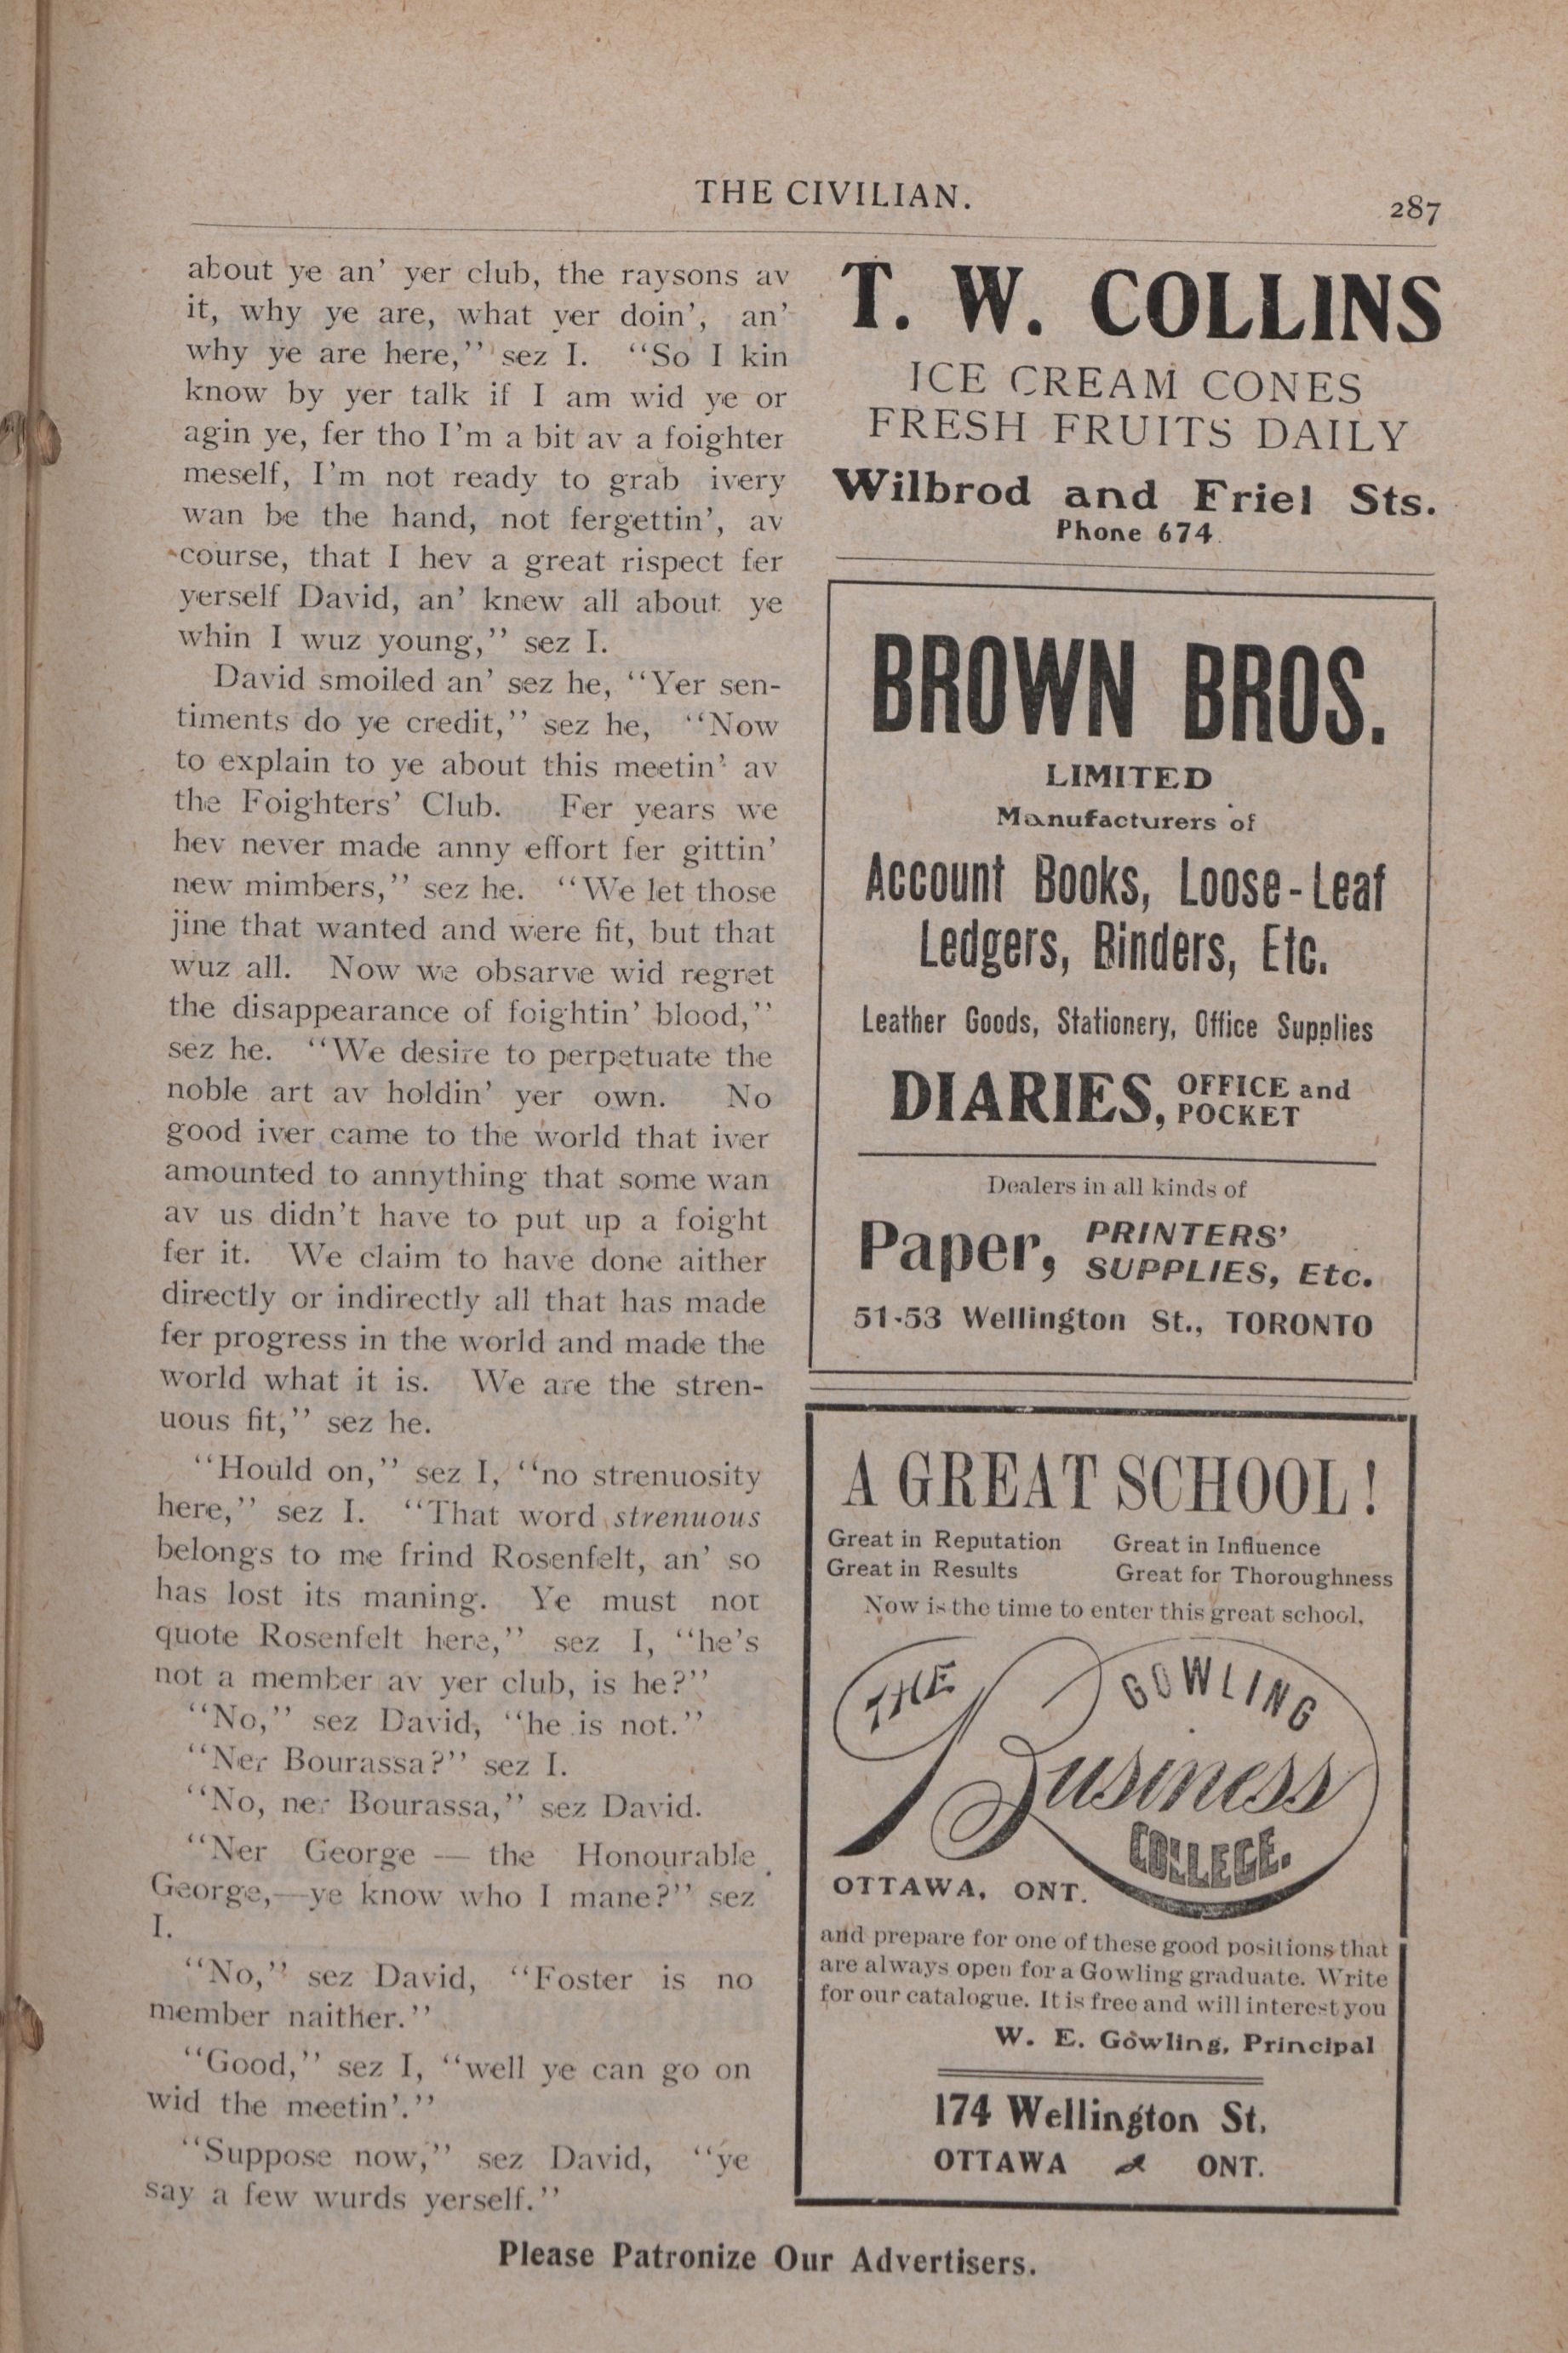 THE CIVILIAN.
287
about ye an' yer club, the raysons av
it, why ye are, what yer doin', an'
why ye are here,'' sez I. ''So I kin
know by yer talk if I am wid ye or
agin ye, fer tho I'm a bit av a foighter
meself, I'm not ready to grab ivery
wan be the hand, not fergettin', av
course, that I hev a great rispect fer
yerself David, an' knew all about ye
whin I wuz young,'' sez I.
David smoiled an' sez he, ''Yer sen-
timents do ye credit,'' sez he, ''Now
to explain to ye about this meetin' av
the Foighters' Club. Fer years we
hev never made anny effort fer gittin'
new mimbers,'' sez he. ''We let those
jine that wanted and were fit, but that
wuz all. Now we obsarve wid regret
the disappearance of foightin' blood,''
sez he. ''We desire to perpetuate the
noble art av holdin' yer own. No
good iver came to the world that iver
amounted to annything that some wan
av us didn't have to put up a foight
fer it. We claim to have done aither
directly or indirectly all that has made
fer progress in the world and made the
world what it is. We are the stren-
uous fit,'' sez he.
''Hould on,'' sez I, ''no strenuosity
here,'' sez I. ''That word strenuous
belongs to me frind Rosenfelt, an' so
has lost its maning. Ye must not
quote Rosenfelt here,'' sez I, ''he's
not a member av yer club, is he?''
''No,'' sez David, ''he is not.''
''Ner Bourassa?'' sez I.
''No, ner Bourassa,'' sez David.
''Ner George — the Honourable
George,—ye know who I mane?'' sez
I.
''No,'' sez David, ''Foster is no
member naither.''
''Good,'' sez I, ''well ye can go on
wid the meetin'.''
''Suppose now,'' sez David, ''ye
say a few wurds yerself.''
T. W. COLLINS
ICE CREAM CONES
FRESH FRUITS DAILY
Wilbrod and Friel Sts.
Phone 674.
BROWN BROS.
LIMITED
Manufacturers of
Account Books, Loose-Leaf
Ledgers, Binders, Etc.
Leather Goods, Stationery, Office Supplies
DIARIES, OFFICE and
POCKET
Dealers in all kinds of
Paper, PRINTERS'
SUPPLIES, Etc.
51-53 Wellington St., TORONTO
A GREAT SCHOOL!
Great in Reputation Great in Influence
Great in Results Great for Thoroughness
Now is the time to enter this great school,
THE GOWLING
Business
COLLEGE.
OTTAWA, ONT.
and prepare for one of these good positions that
are always open for a Gowling graduate. Write
for our catalogue. It is free and will interest you
W. E. Gowling, Principal
174 Wellington St.
OTTAWA ONT.
Please Patronize Our Advertisers.